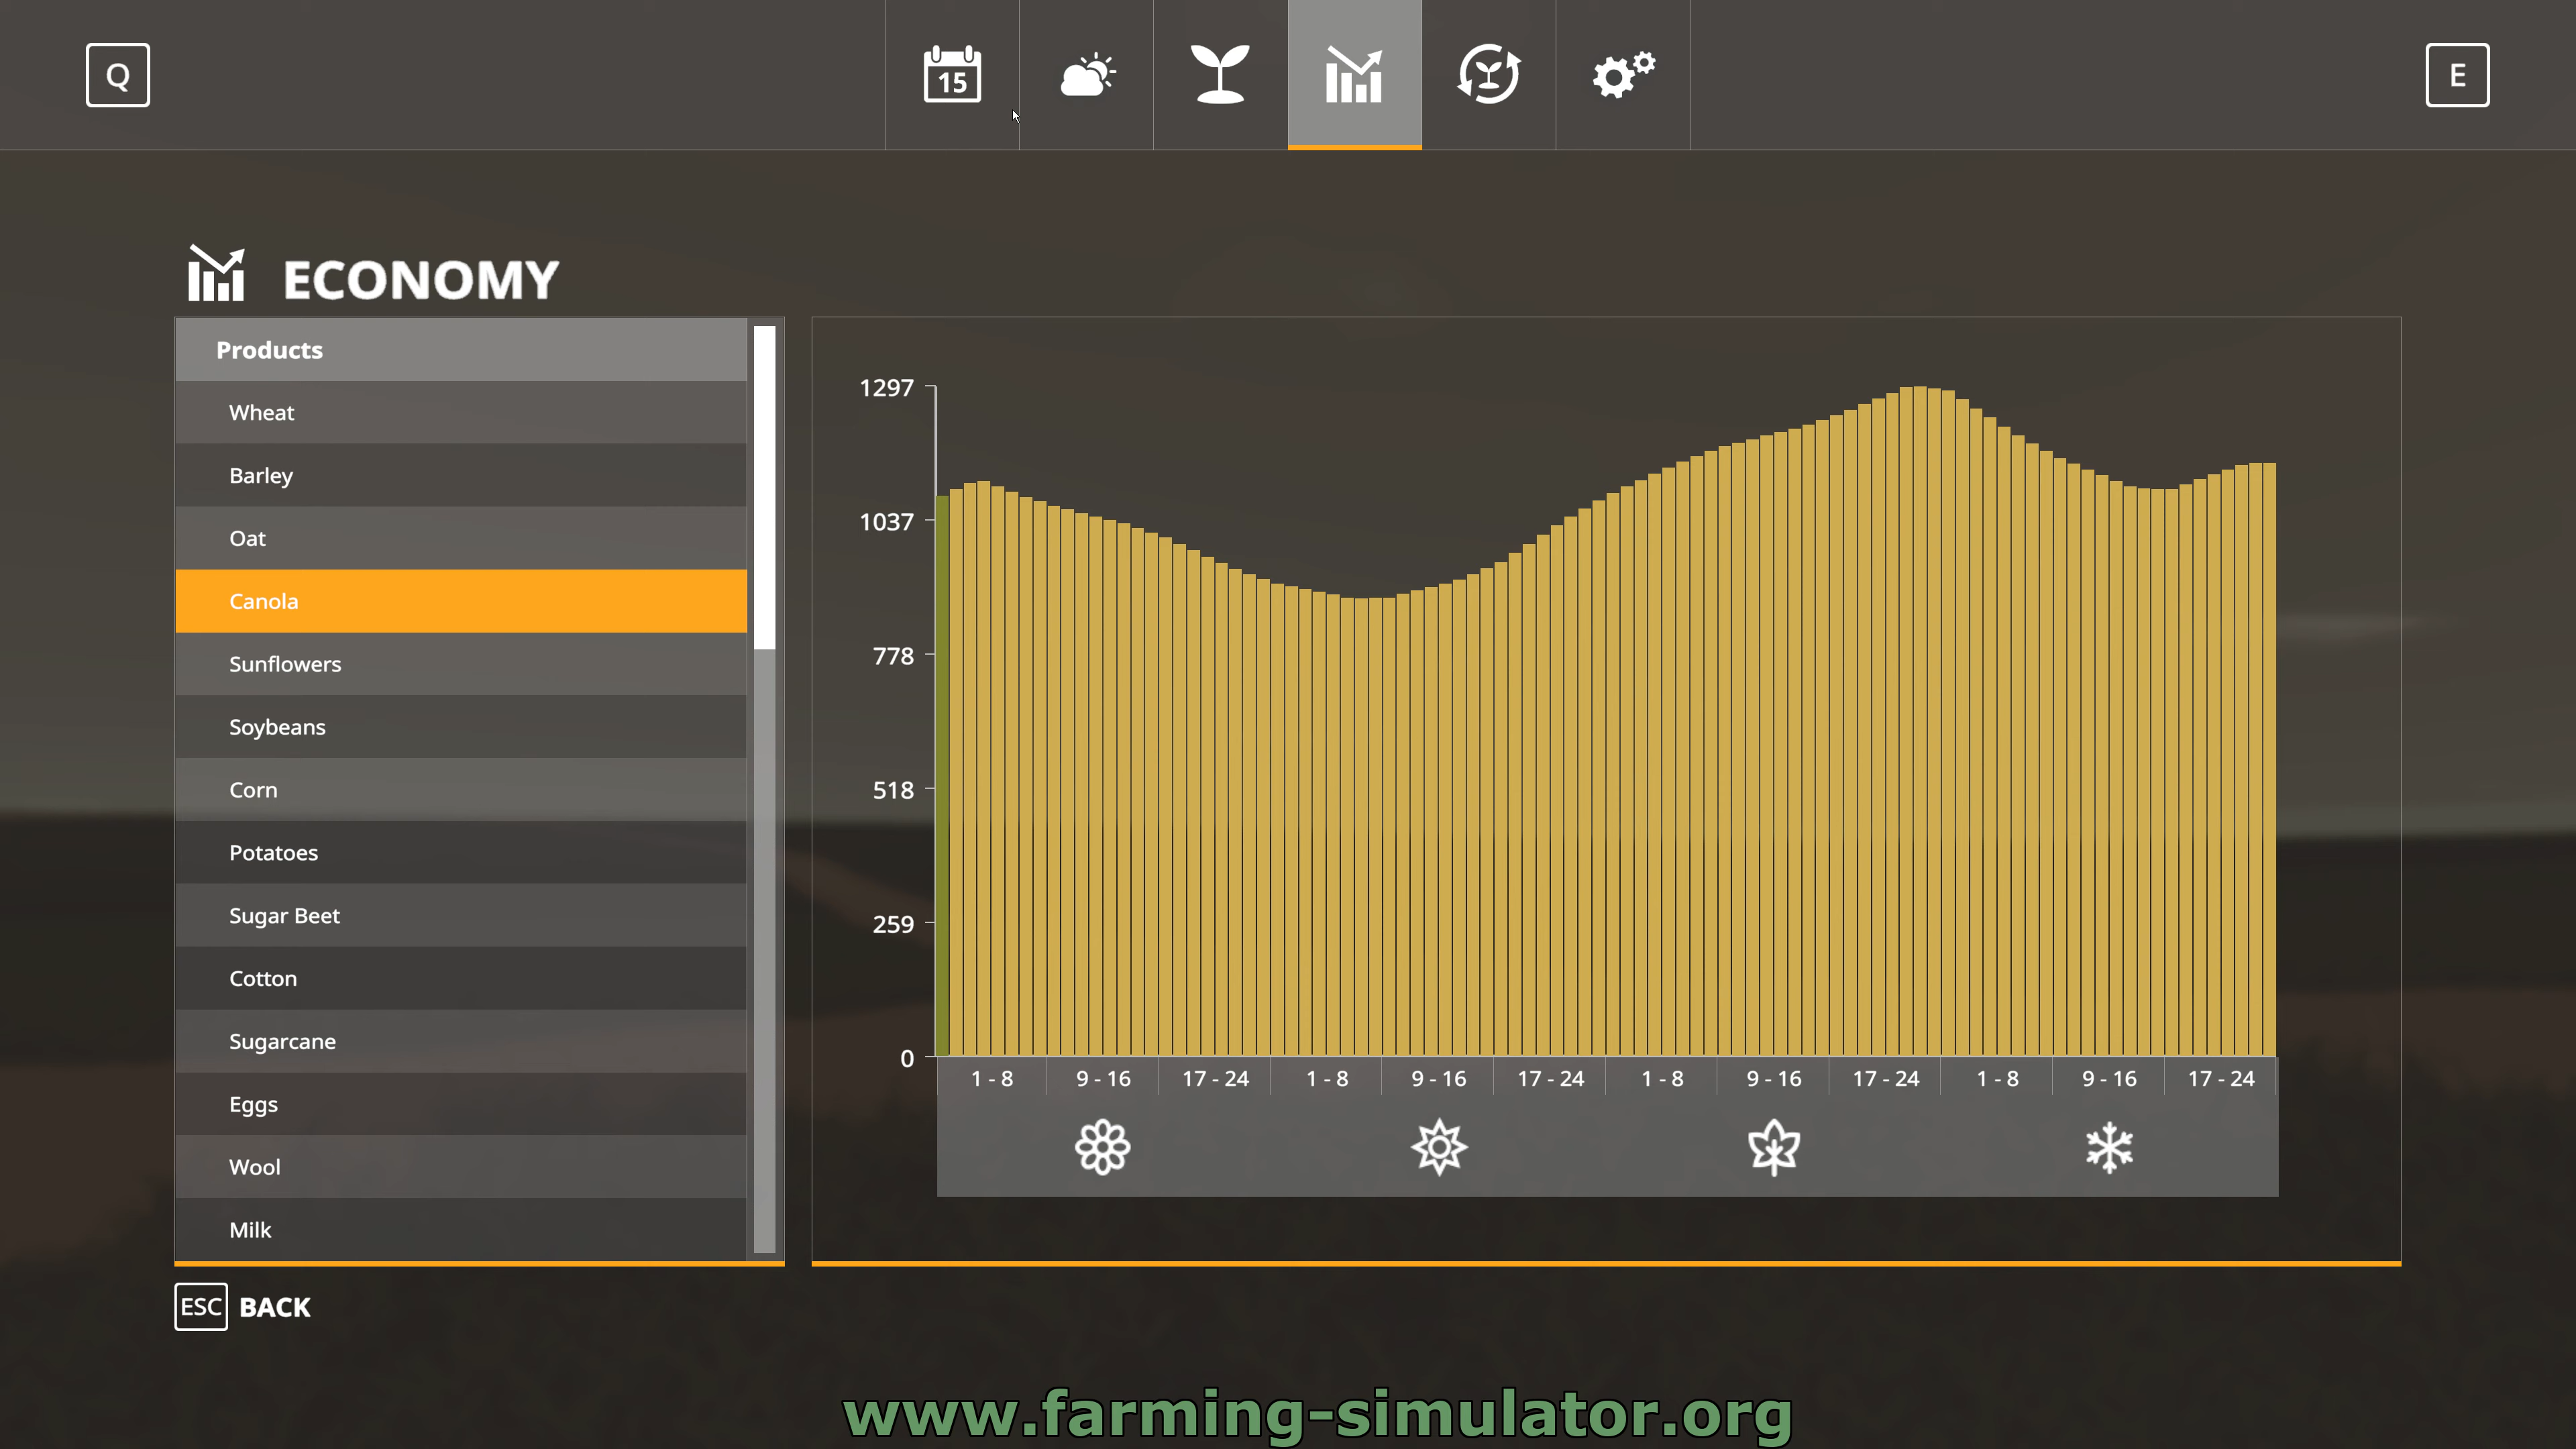 Q
15
E
ECONOMY
Products
Wheat
Barley
Oat
Canola
Sunflowers
Soybeans
Corn
Potatoes
Sugar Beet
Cotton
Sugarcane
Eggs
Wool
Milk
1297
1037
778
518
259
0
1 - 8 9 - 16 17 - 24 1 - 8 9 - 16 17 - 24 1 - 8 9 - 16 17 - 24 1 - 8 9 - 16 17 - 24
ESC BACK
www.farming-simulator.org